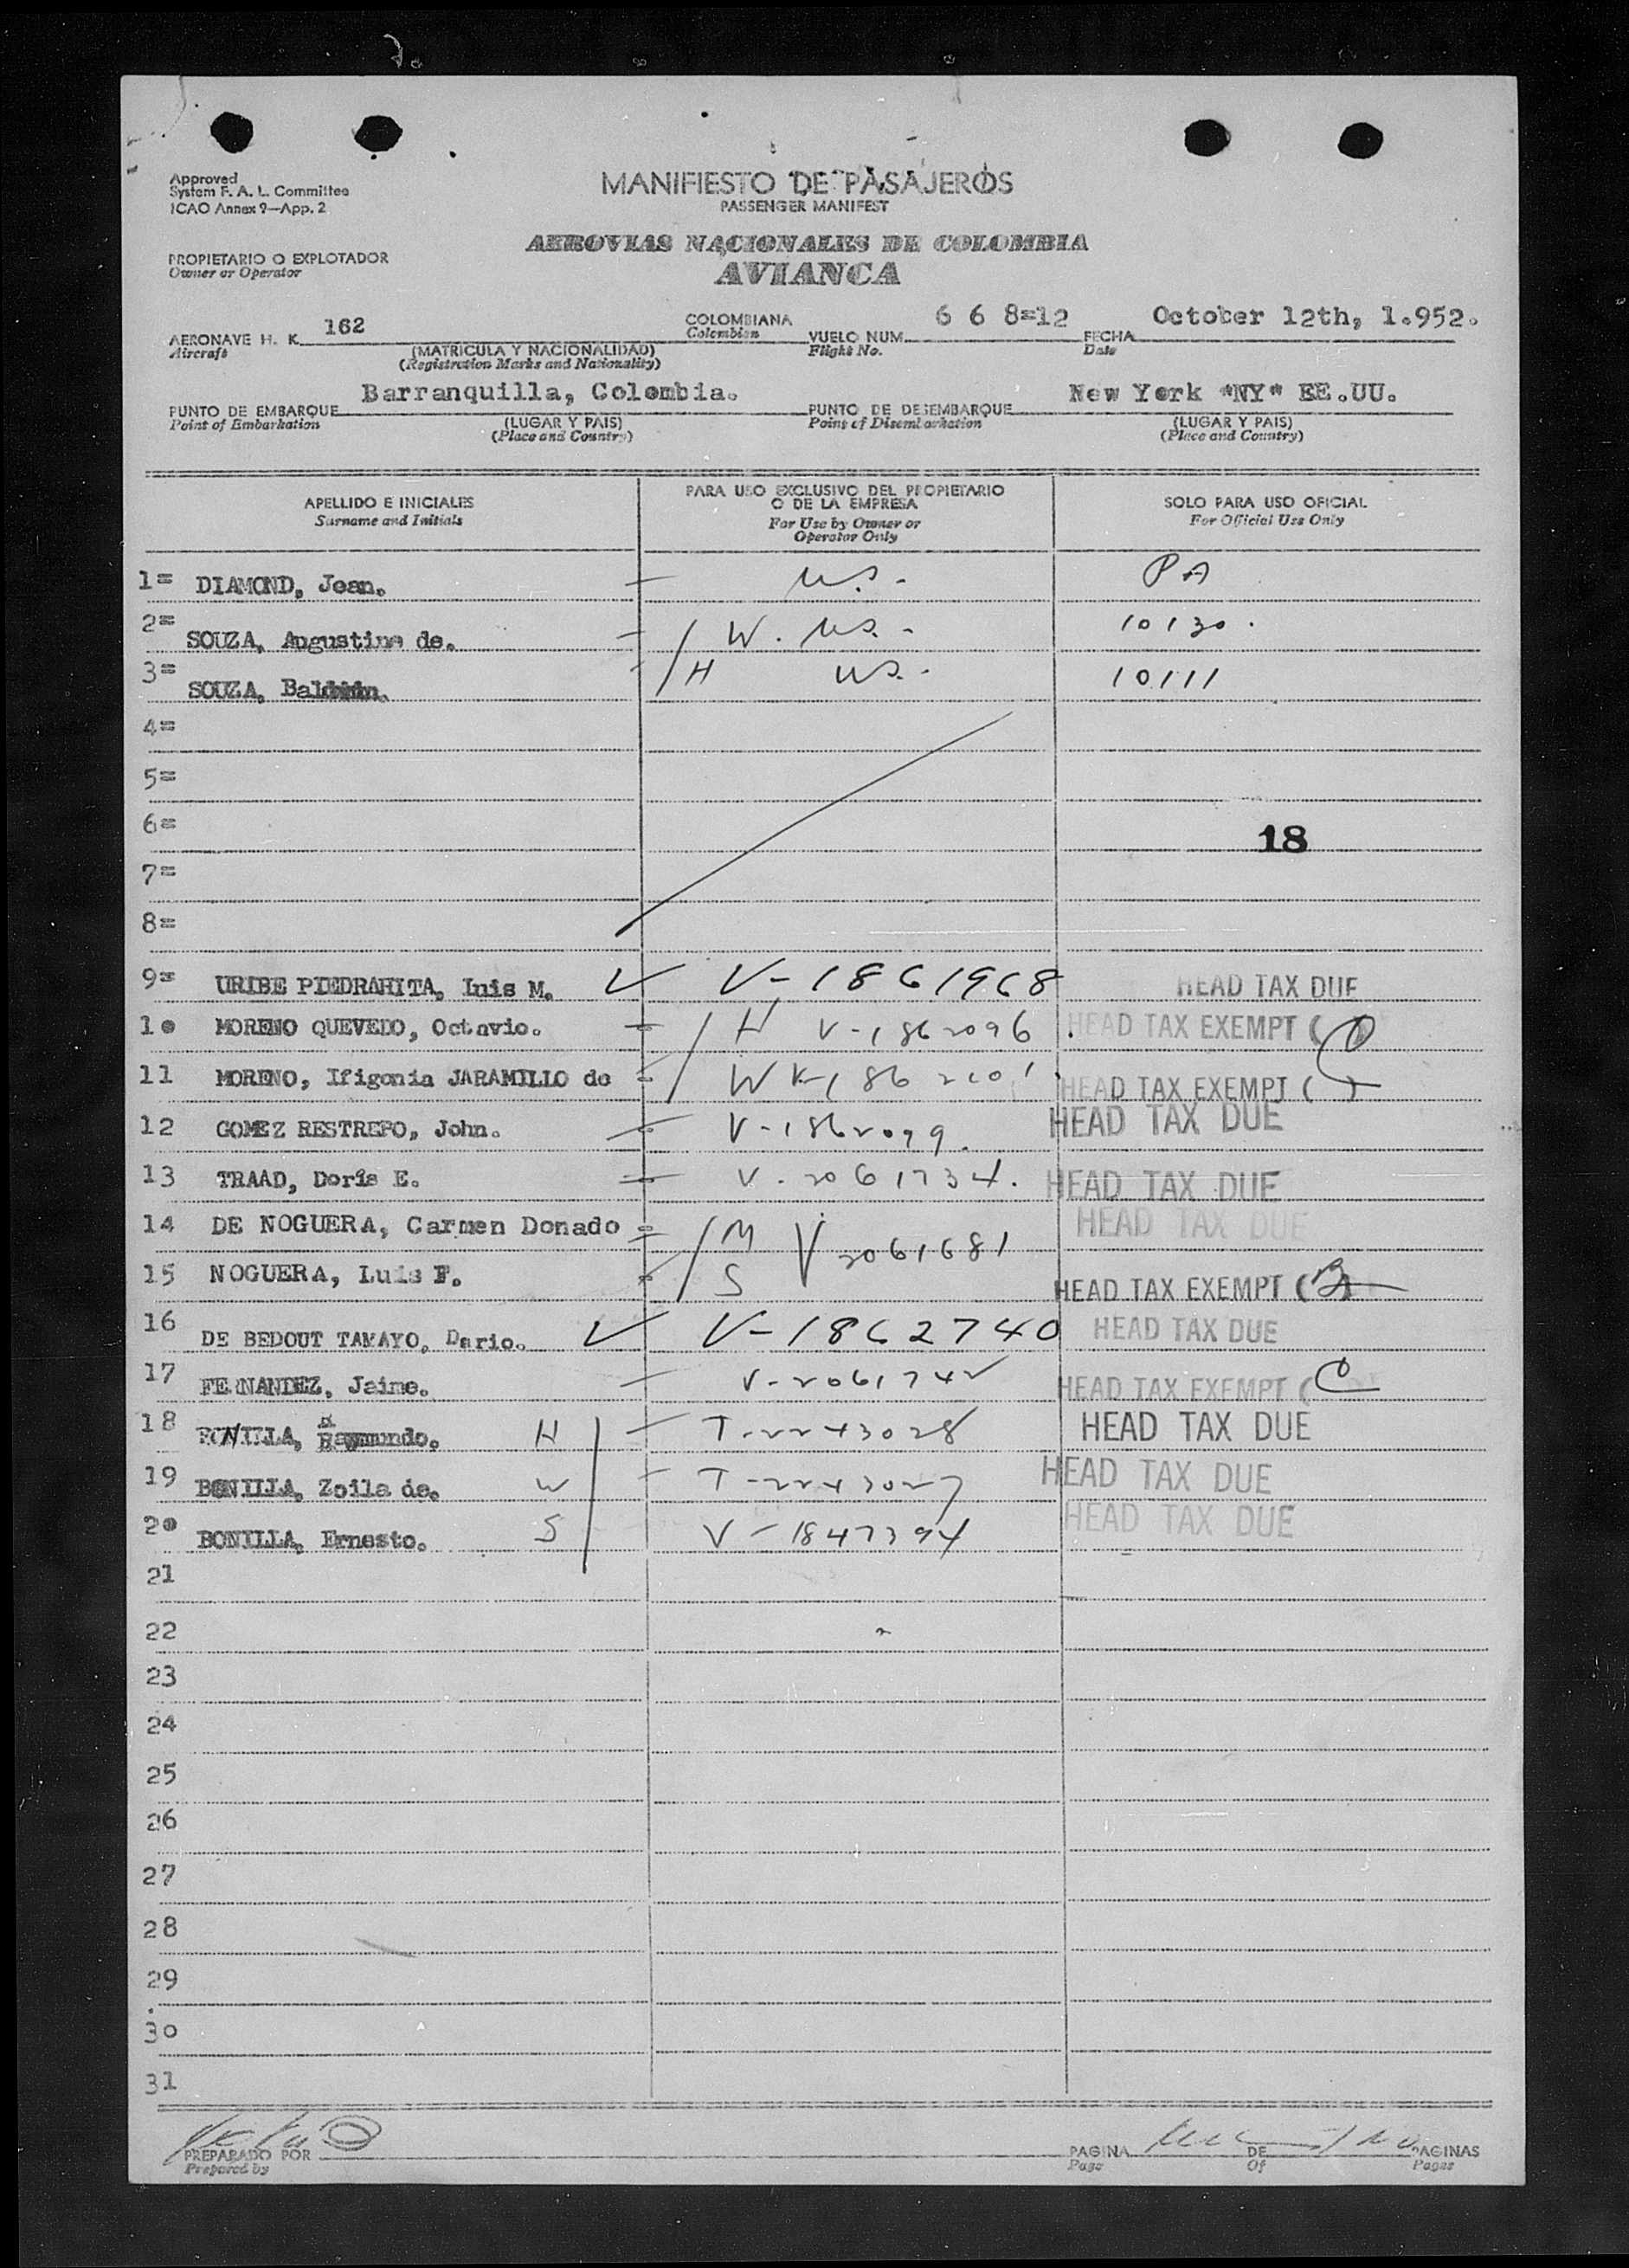 Approved
System F. A. L. Committee
ICAO Annex 9—App. 2
MANIFIESTO DE PASAJEROS
PASSENGER MANIFEST
AEROVIAS NACIONALES DE COLOMBIA
AVIANCA
PROPIETARIO O EXPLOTADOR
Owner or Operator
AERONAVE H. K. 162 COLOMBIANA VUELO NUM. 6 6 8=12 FECHA October 12th, 1.952.
Aircraft (MATRICULA Y NACIONALIDAD) Colombian Flight No. Date
(Registration Marks and Nationality)
PUNTO DE EMBARQUE Barranquilla, Colombia. PUNTO DE DESEMBARQUE New York "NY" EE.UU.
Point of Embarkation (LUGAR Y PAIS) Point of Disembarkation (LUGAR Y PAIS)
(Place and Country) (Place and Country)
APELLIDO E INICIALES PARA USO EXCLUSIVO DEL PROPIETARIO O DE LA EMPRESA SOLO PARA USO OFICIAL
Surname and Initials For Use by Owner or Operator Only For Official Use Only
1= DIAMOND, Jean. U.S. PA
2= SOUZA, Augustine de. W. U.S. 10130.
3= SOUZA, H U.S. 10111
4=
5=
6= 18
7=
8=
9= URIBE PIEDRAHITA, Luis M. V-1861968 HEAD TAX DUE
10 MORENO QUEVEDO, Octavio. H V-1862096 HEAD TAX EXEMPT (
11 MORENO, Ifigenia JARAMILLO de W HEAD TAX EXEMPT ( )
12 GOMEZ RESTREPO, John. V-1862099. HEAD TAX DUE
13 TRAAD, Doris E. V-2061734. HEAD TAX DUE
14 DE NOGUERA, Carmen Donado M V 2061681 HEAD TAX DUE
15 NOGUERA, Luis F. S HEAD TAX EXEMPT (B)
16 DE BEDOUT TAMAYO, Dario. V-1862740 HEAD TAX DUE
17 FERNANDEZ, Jaime. V-2061742 HEAD TAX EXEMPT (C
18 BONILLA, Raymundo. H T-2243028 HEAD TAX DUE
19 BONILLA, Zoila de. W T-2243027 HEAD TAX DUE
20 BONILLA, Ernesto. S V-1847394 HEAD TAX DUE
21
22
23
24
25
26
27
28
29
30
31
PREPARADO POR PAGINA DE PAGINAS
Prepared by Page Of Pages